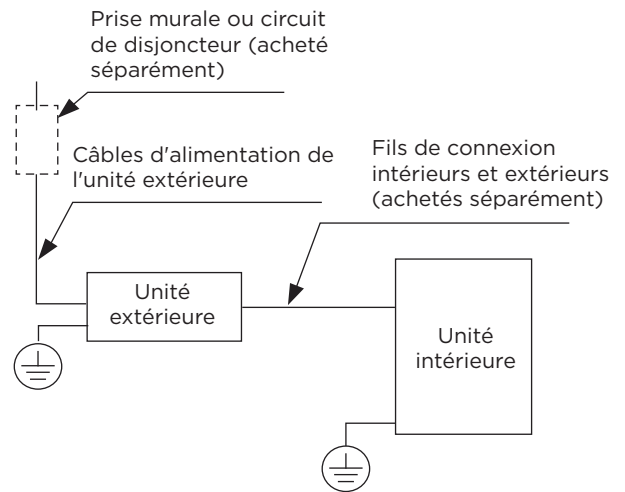 Prise murale ou circuit
de disjoncteur (acheté
séparément)
Câbles d'alimentation de
l'unité extérieure
Fils de connexion
intérieurs et extérieurs
(achetés séparément)
Unité
extérieure
Unité
intérieure